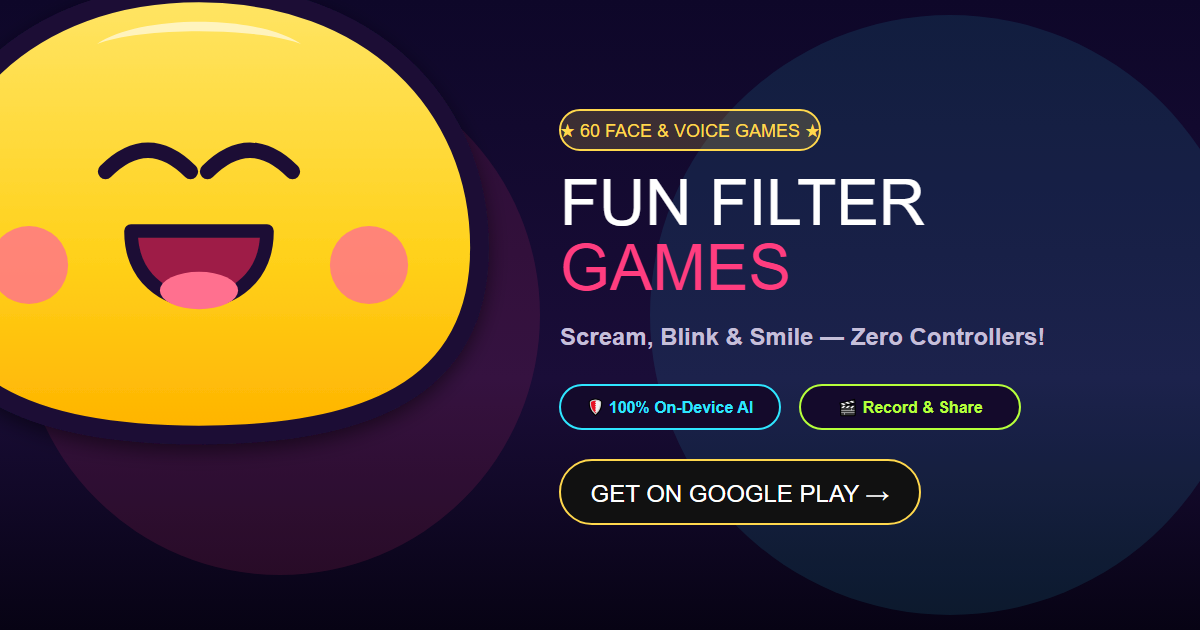 ★ 60 FACE & VOICE GAMES ★
FUN FILTER
GAMES
Scream, Blink & Smile — Zero Controllers!
🛡️ 100% On-Device AI
🎬 Record & Share
GET ON GOOGLE PLAY →